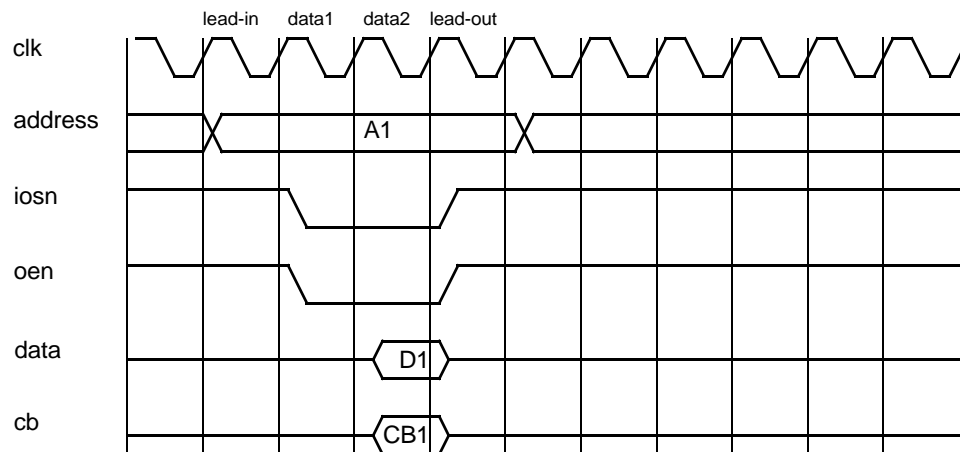 lead-in data1 data2 lead-out
clk
address A1
iosn
oen
data D1
cb CB1